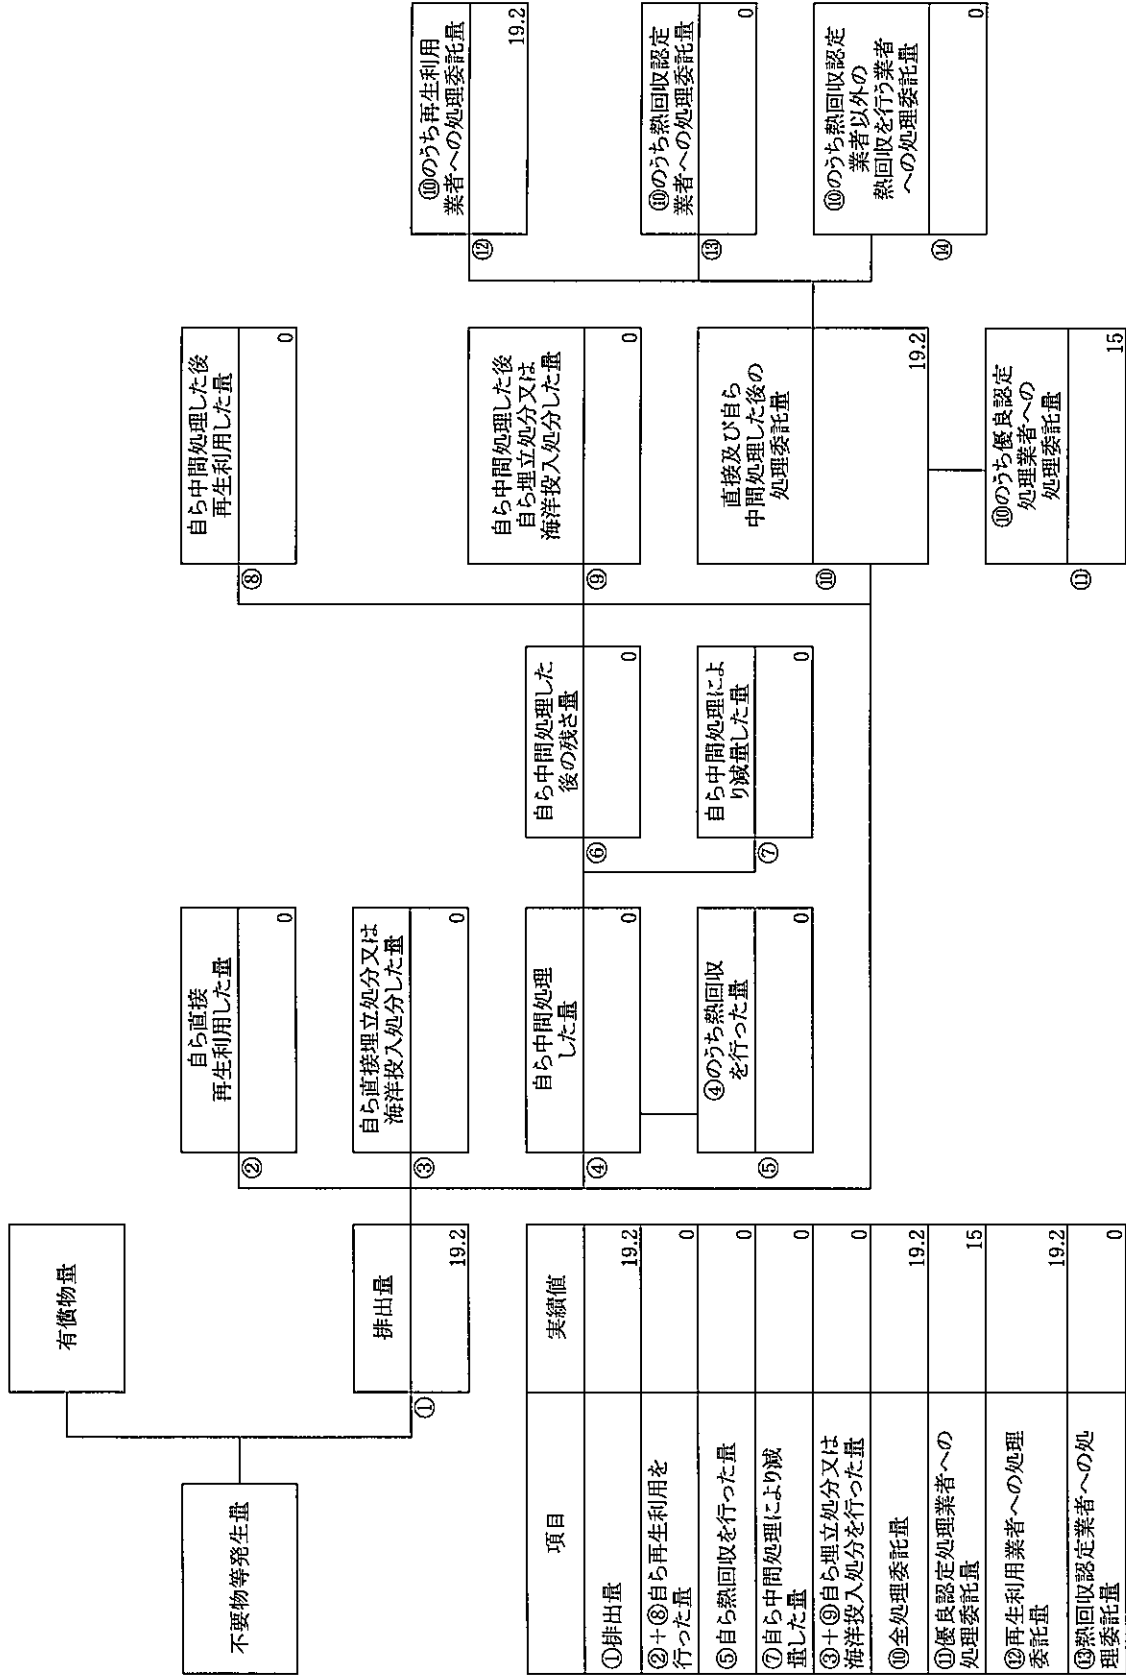 不要物等発生量
有償物量
①
排出量
19.2
②
自ら直接
再生利用した量
0
③
自ら直接埋立処分又は
海洋投入処分した量
0
④
自ら中間処理
した量
0
⑤
④のうち熱回収
を行った量
0
⑥
自ら中間処理した
後の残さ量
0
⑦
自ら中間処理によ
り減量した量
0
⑧
自ら中間処理した後
再生利用した量
0
⑨
自ら中間処理した後
自ら埋立処分又は
海洋投入処分した量
0
⑩
直接及び自ら
中間処理した後の
処理委託量
19.2
⑪
⑩のうち優良認定
処理業者への
処理委託量
15
⑫
⑩のうち再生利用
業者への処理委託量
19.2
⑬
⑩のうち熱回収認定
業者への処理委託量
0
⑭
⑩のうち熱回収認定
業者以外の
熱回収を行う業者
への処理委託量
0
項目
実績値
①排出量
19.2
②+⑧自ら再生利用を
行った量
0
⑤自ら熱回収を行った量
0
⑦自ら中間処理により減
量した量
0
③+⑨自ら埋立処分又は
海洋投入処分を行った量
0
⑩全処理委託量
19.2
⑪優良認定処理業者への
処理委託量
15
⑫再生利用業者への処理
委託量
19.2
⑬熱回収認定業者への処
理委託量
0